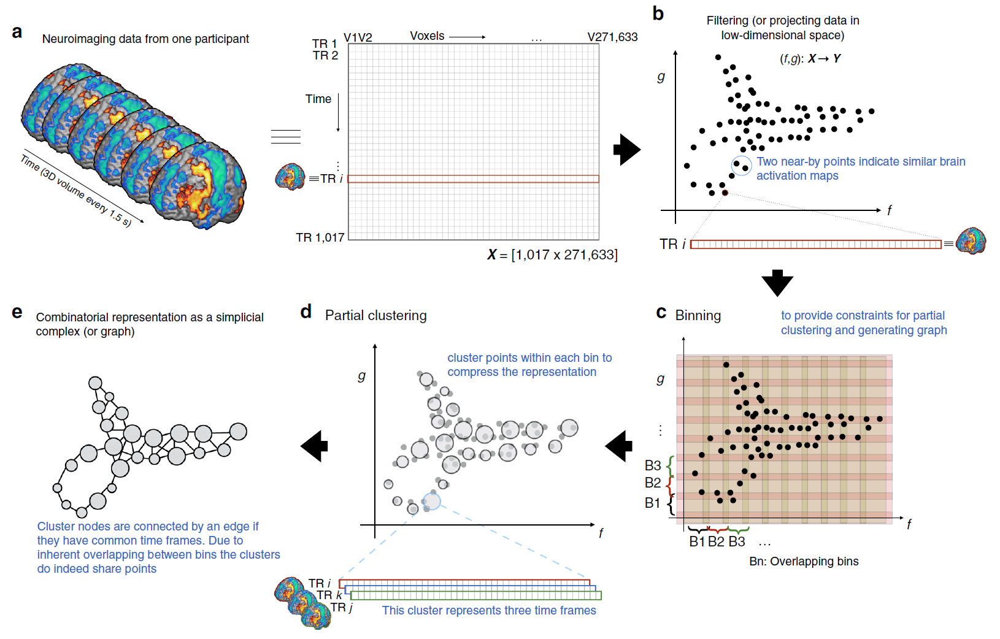 a
Neuroimaging data from one participant
Time (3D volume every 1.5 s)
V1V2 Voxels ... V271,633
TR 1
TR 2
Time
⋮
≡TR i
TR 1,017
X = [1,017 x 271,633]
b
Filtering (or projecting data in
low-dimensional space)
(f,g): X→ Y
g
Two near-by points indicate similar brain
activation maps
f
TR i
c Binning
to provide constraints for partial
clustering and generating graph
g
⋮
B3
B2
B1
f
B1 B2 B3 ...
Bn: Overlapping bins
d Partial clustering
cluster points within each bin to
compress the representation
g
f
TR i
TR k
TR j
This cluster represents three time frames
e
Combinatorial representation as a simplicial
complex (or graph)
Cluster nodes are connected by an edge if
they have common time frames. Due to
inherent overlapping between bins the clusters
do indeed share points